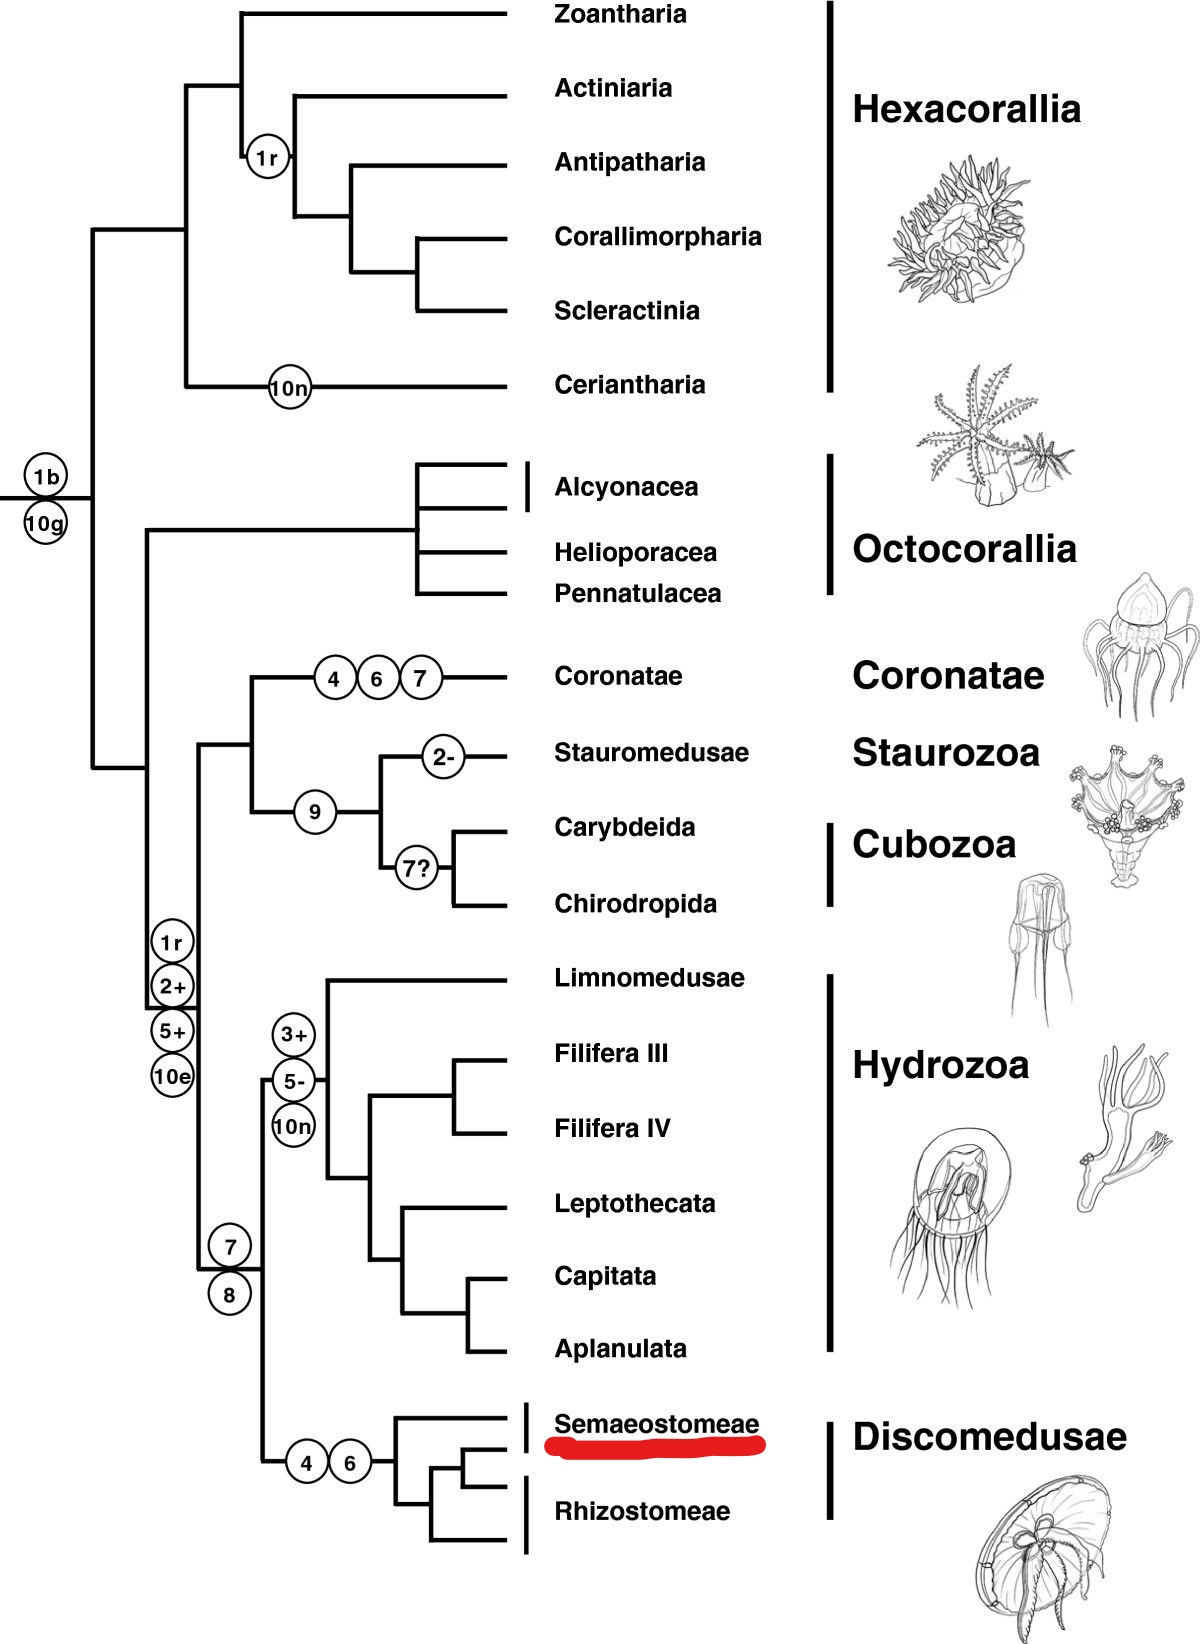 Zoantharia
Actiniaria
Hexacorallia
1r
Antipatharia
Corallimorpharia
Scleractinia
10n
Ceriantharia
1b
10g
Alcyonacea
Helioporacea
Octocorallia
Pennatulacea
4 6 7
Coronatae
Coronatae
2-
Stauromedusae
Staurozoa
9
Carybdeida
Cubozoa
7?
Chirodropida
1r
2+
5+
10e
Limnomedusae
3+
5-
10n
Filifera III
Hydrozoa
Filifera IV
Leptothecata
7
8
Capitata
Aplanulata
Semaeostomeae
Discomedusae
4 6
Rhizostomeae